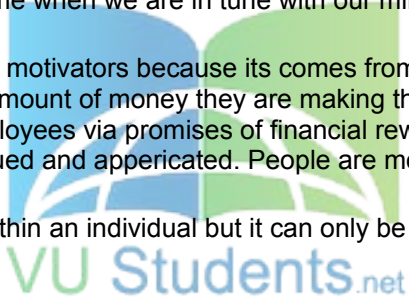 me when we are in tune with our mi
motivators because its comes from
mount of money they are making th
loyees via promises of financial rew
ued and appericated. People are mo
thin an individual but it can only be
VU Students.net